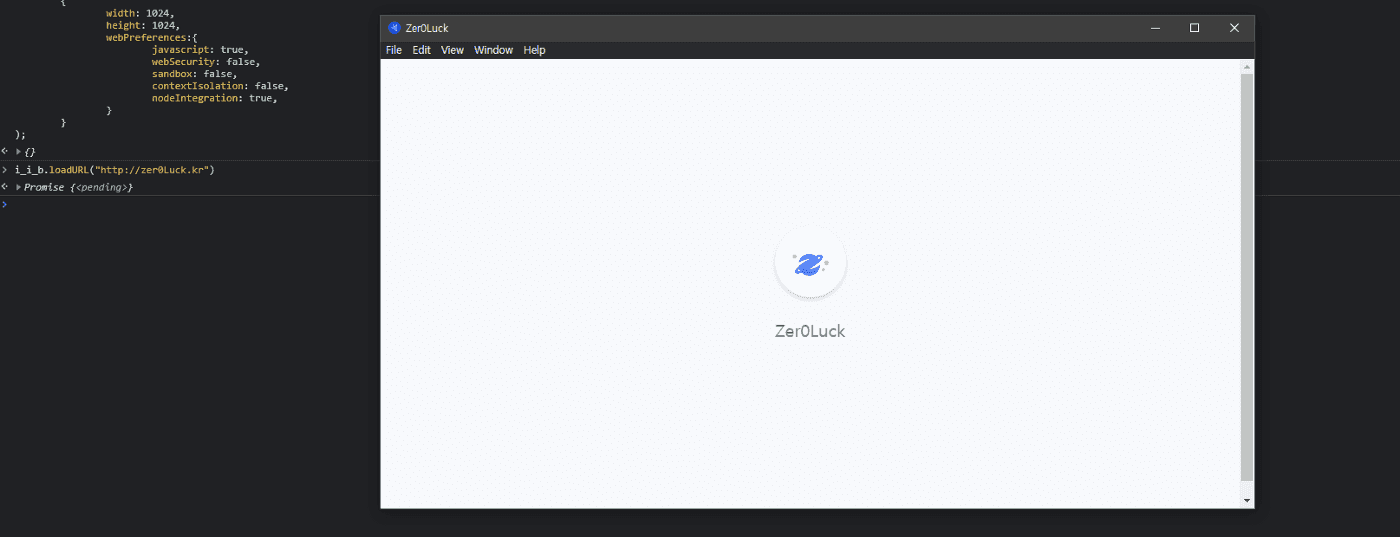 {
width: 1024,
height: 1024,
webPreferences:{
javascript: true,
webSecurity: false,
sandbox: false,
contextIsolation: false,
nodeIntegration: true,
}
}
);
{}
i_i_b.loadURL("http://zer0Luck.kr")
Promise {<pending>}
Zer0Luck
File Edit View Window Help
Zer0Luck